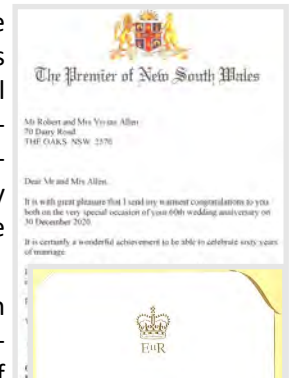 The Premier of New South Wales
Mr Robert and Mrs Vivine Allen
70 Dairy Road
THE OAKS NSW 2570
Dear Mr and Mrs Allen,
It is with great pleasure that I send my warmest congratulations to you
both on the very special occasion of your 60th wedding anniversary on
30 December 2020.
It is certainly a wonderful achievement to be able to celebrate sixty years
of marriage.
EiiR